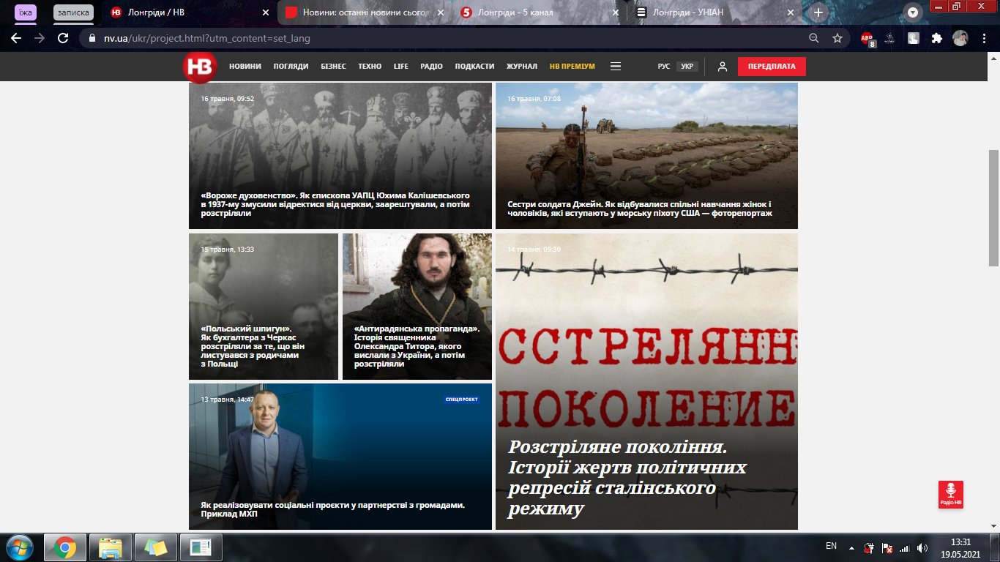 їжа
записка
Лонгріди / НВ
Новини: останні новини сьогод
Лонгріди - 5 канал
Лонгріди - УНІАН
nv.ua/ukr/project.html?utm_content=set_lang
ABP
8
НВ
НОВИНИ
ПОГЛЯДИ
БІЗНЕС
ТЕХНО
LIFE
РАДІО
ПОДКАСТИ
ЖУРНАЛ
НВ ПРЕМІУМ
РУС
УКР
ПЕРЕДПЛАТА
16 травня, 09:52
«Вороже духовенство». Як єпископа УАПЦ Юхима Калішевського
в 1937-му змусили відректися від церкви, заарештували, а потім
розстріляли
16 травня, 07:08
Сестри солдата Джейн. Як відбувалися спільні навчання жінок і
чоловіків, які вступають у морську піхоту США — фоторепортаж
15 травня, 13:33
«Польський шпигун».
Як бухгалтера з Черкас
розстріляли за те, що він
листувався з родичами
з Польщі
14 травня
«Антирадянська пропаганда».
Історія священника
Олександра Титора, якого
вислали з України, а потім
розстріляли
14 травня, 09:30
ССТРЕЛЯНН
ПОКОЛЕНИЕ
Розстріляне покоління.
Історії жертв політичних
репресій сталінського
режиму
13 травня, 14:47
СПЕЦПРОЕКТ
Як реалізовувати соціальні проєкти у партнерстві з громадами.
Приклад МХП
Радіо НВ
EN
13:31
19.05.2021